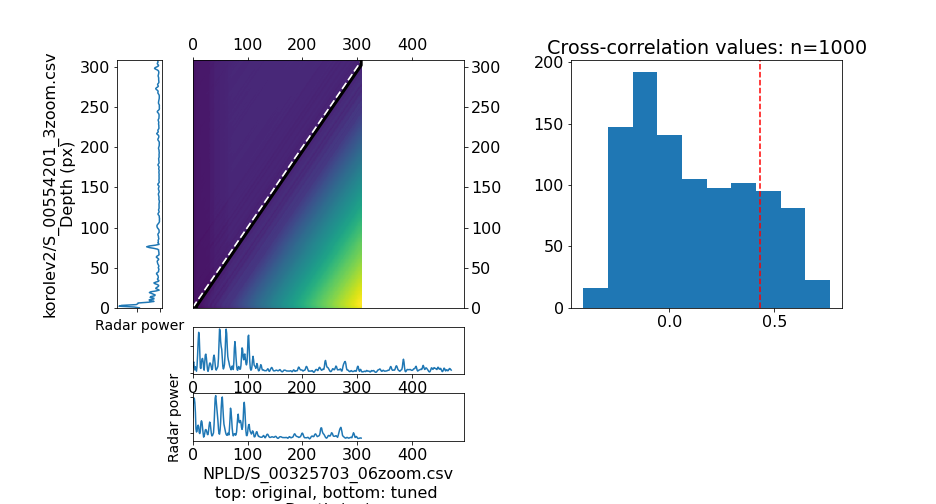 korolev2/S_00554201_3zoom.csv
Depth (px)
300
250
200
150
100
50
0
Radar power
0 100 200 300 400
300
250
200
150
100
50
0
Cross-correlation values: n=1000
200
150
100
50
0
0.0 0.5
0 100 200 300 400
Radar power
0 100 200 300 400
NPLD/S_00325703_06zoom.csv
top: original, bottom: tuned